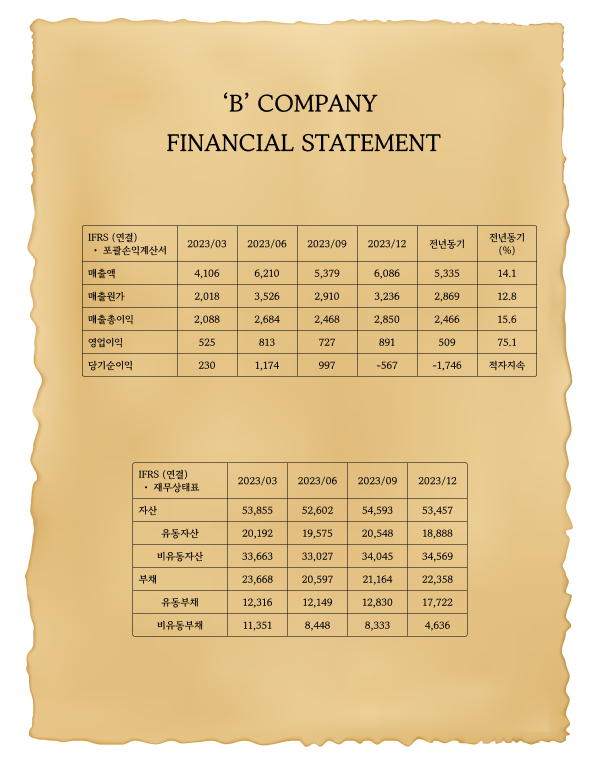 ‘B’ COMPANY
FINANCIAL STATEMENT
IFRS (연결)
・ 포괄손익계산서 2023/03 2023/06 2023/09 2023/12 전년동기 전년동기
(%)
매출액 4,106 6,210 5,379 6,086 5,335 14.1
매출원가 2,018 3,526 2,910 3,236 2,869 12.8
매출총이익 2,088 2,684 2,468 2,850 2,466 15.6
영업이익 525 813 727 891 509 75.1
당기순이익 230 1,174 997 -567 -1,746 적자지속
IFRS (연결)
・ 재무상태표 2023/03 2023/06 2023/09 2023/12
자산 53,855 52,602 54,593 53,457
유동자산 20,192 19,575 20,548 18,888
비유동자산 33,663 33,027 34,045 34,569
부채 23,668 20,597 21,164 22,358
유동부채 12,316 12,149 12,830 17,722
비유동부채 11,351 8,448 8,333 4,636